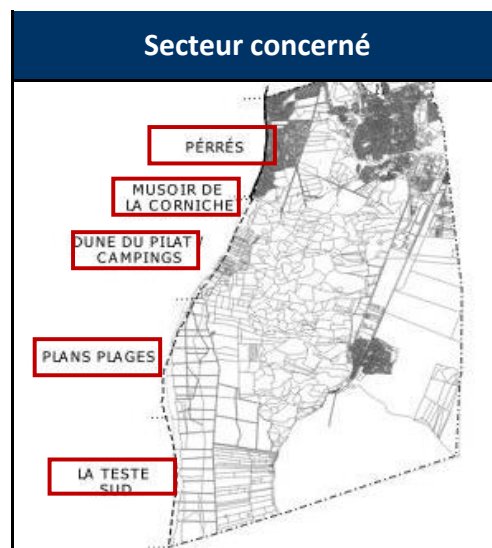 Secteur concerné
PÉRRÉS
MUSOIR DE
LA CORNICHE
DUNE DU PILAT /
CAMPINGS
PLANS PLAGES
LA TESTE
SUD